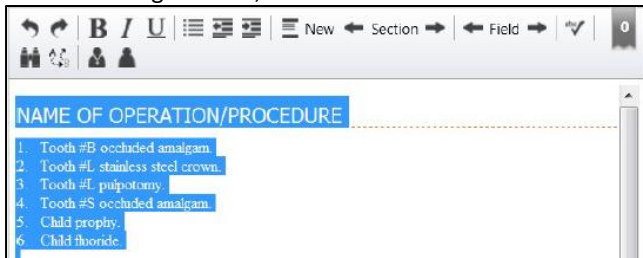 B I U New Section Field abc 0
NAME OF OPERATION/PROCEDURE
1. Tooth #B occluded amalgam.
2. Tooth #L stainless steel crown.
3. Tooth #L pulpotomy.
4. Tooth #S occluded amalgam.
5. Child prophy.
6. Child fluoride.